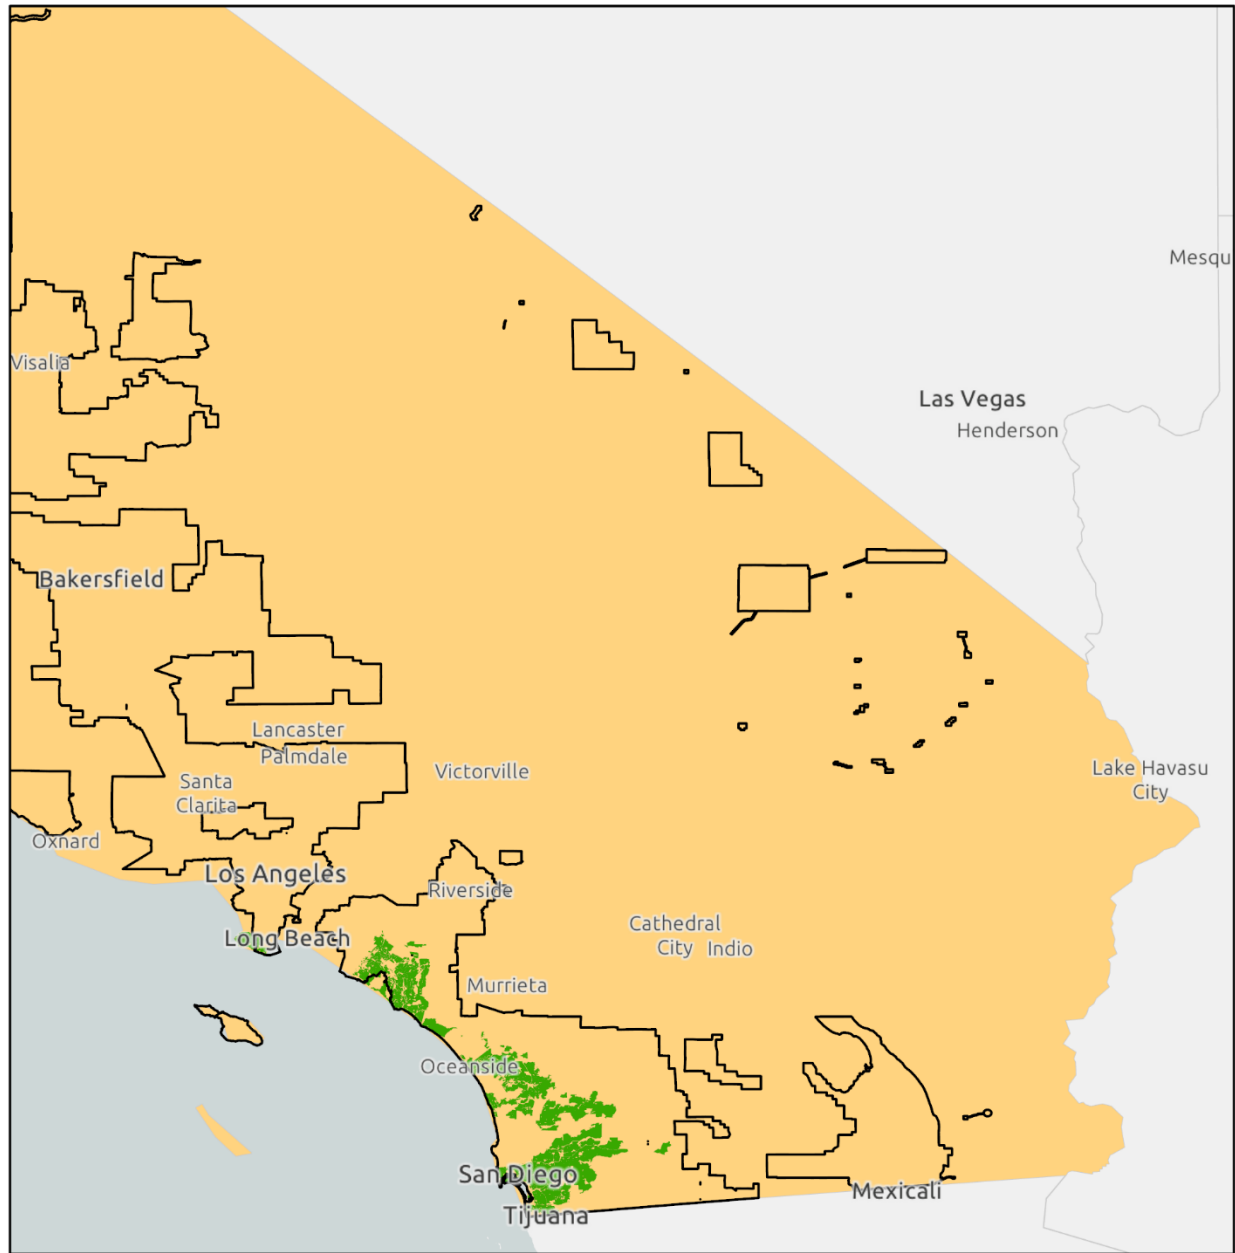 Mesqu
Visalia
Las Vegas
Henderson
Bakersfield
Lancaster
Palmdale
Victorville
Santa
Clarita
Lake Havasu
City
Oxnard
Los Angeles
Riverside
Cathedral
City
Indio
Long Beach
Murrieta
Oceanside
San Diego
Mexicali
Tijuana